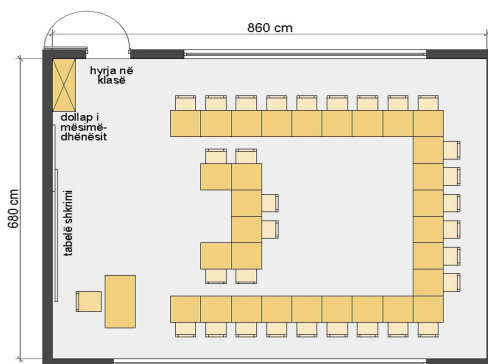 860 cm
hyrja në
klasë
dollap i
mësimë-
dhënësit
680 cm
tabelë shkrimi